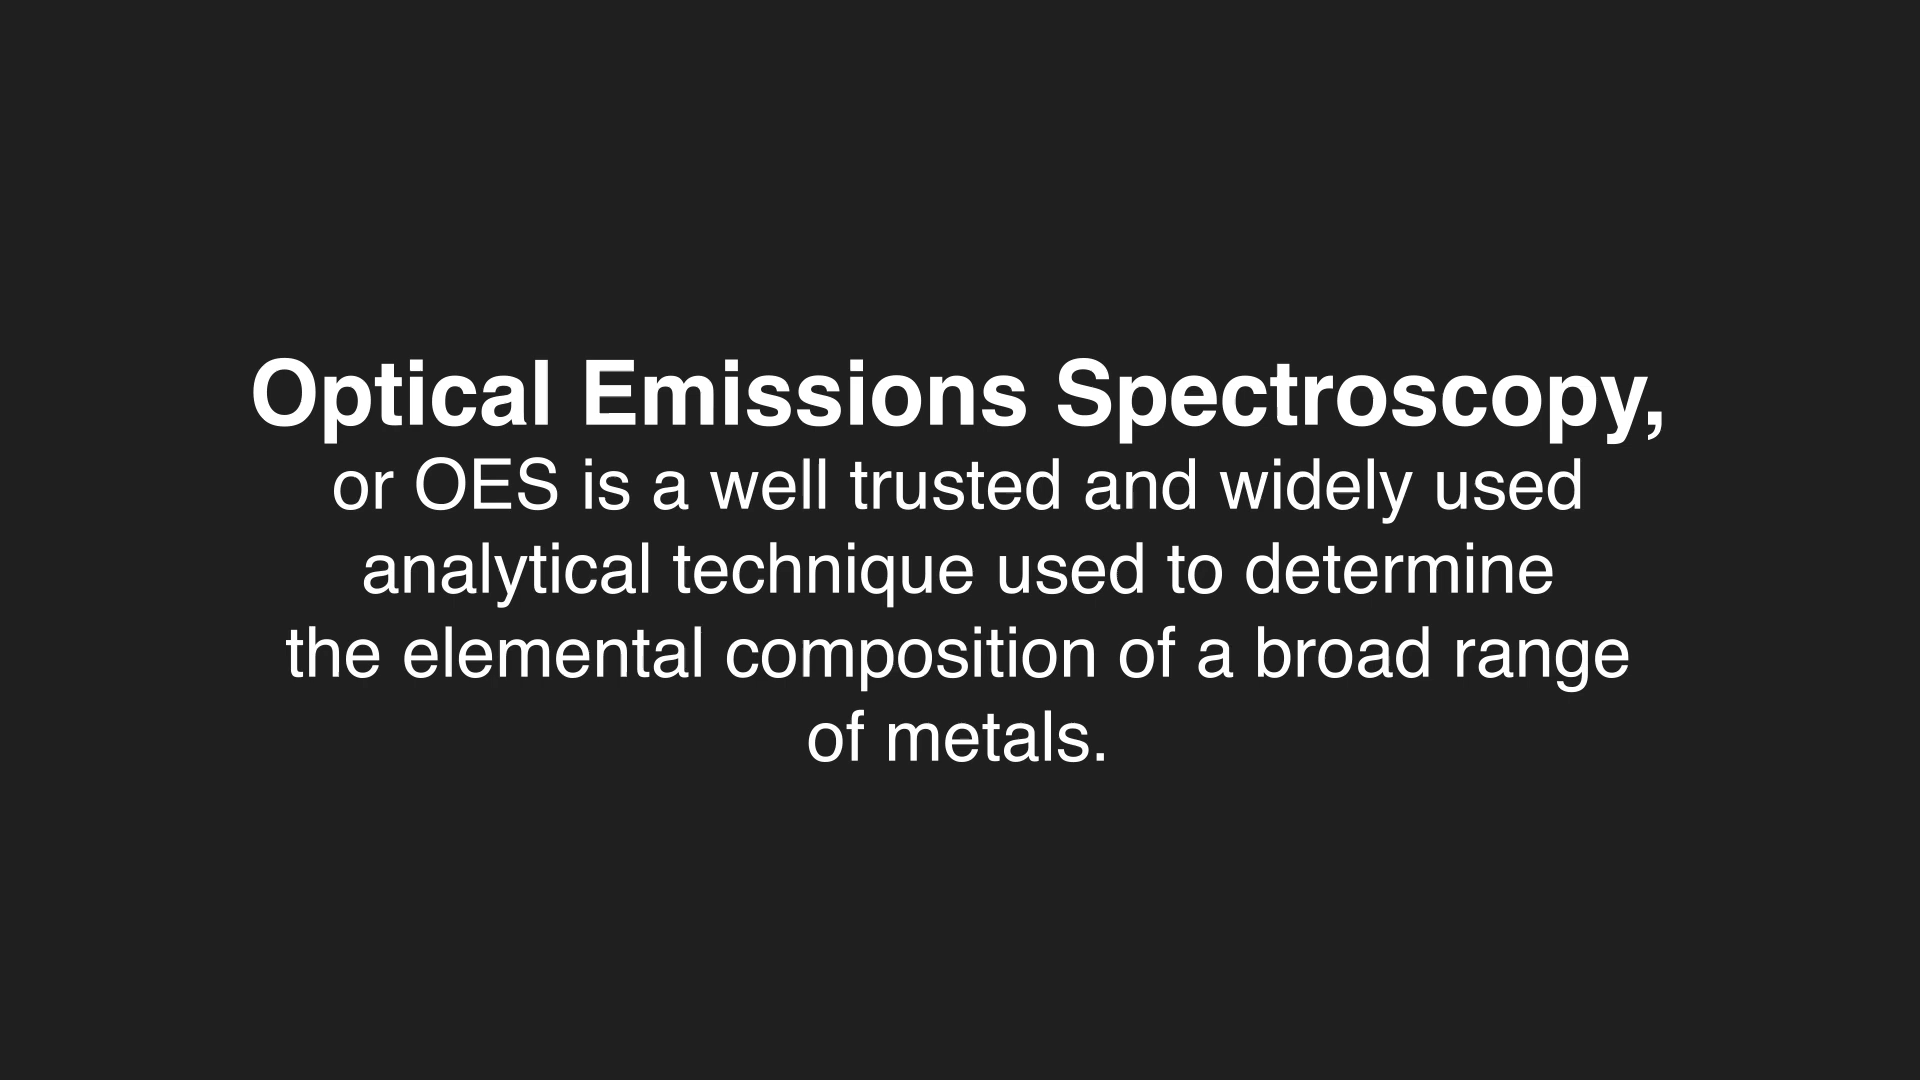 Optical Emissions Spectroscopy,
or OES is a well trusted and widely used
analytical technique used to determine
the elemental composition of a broad range
of metals.